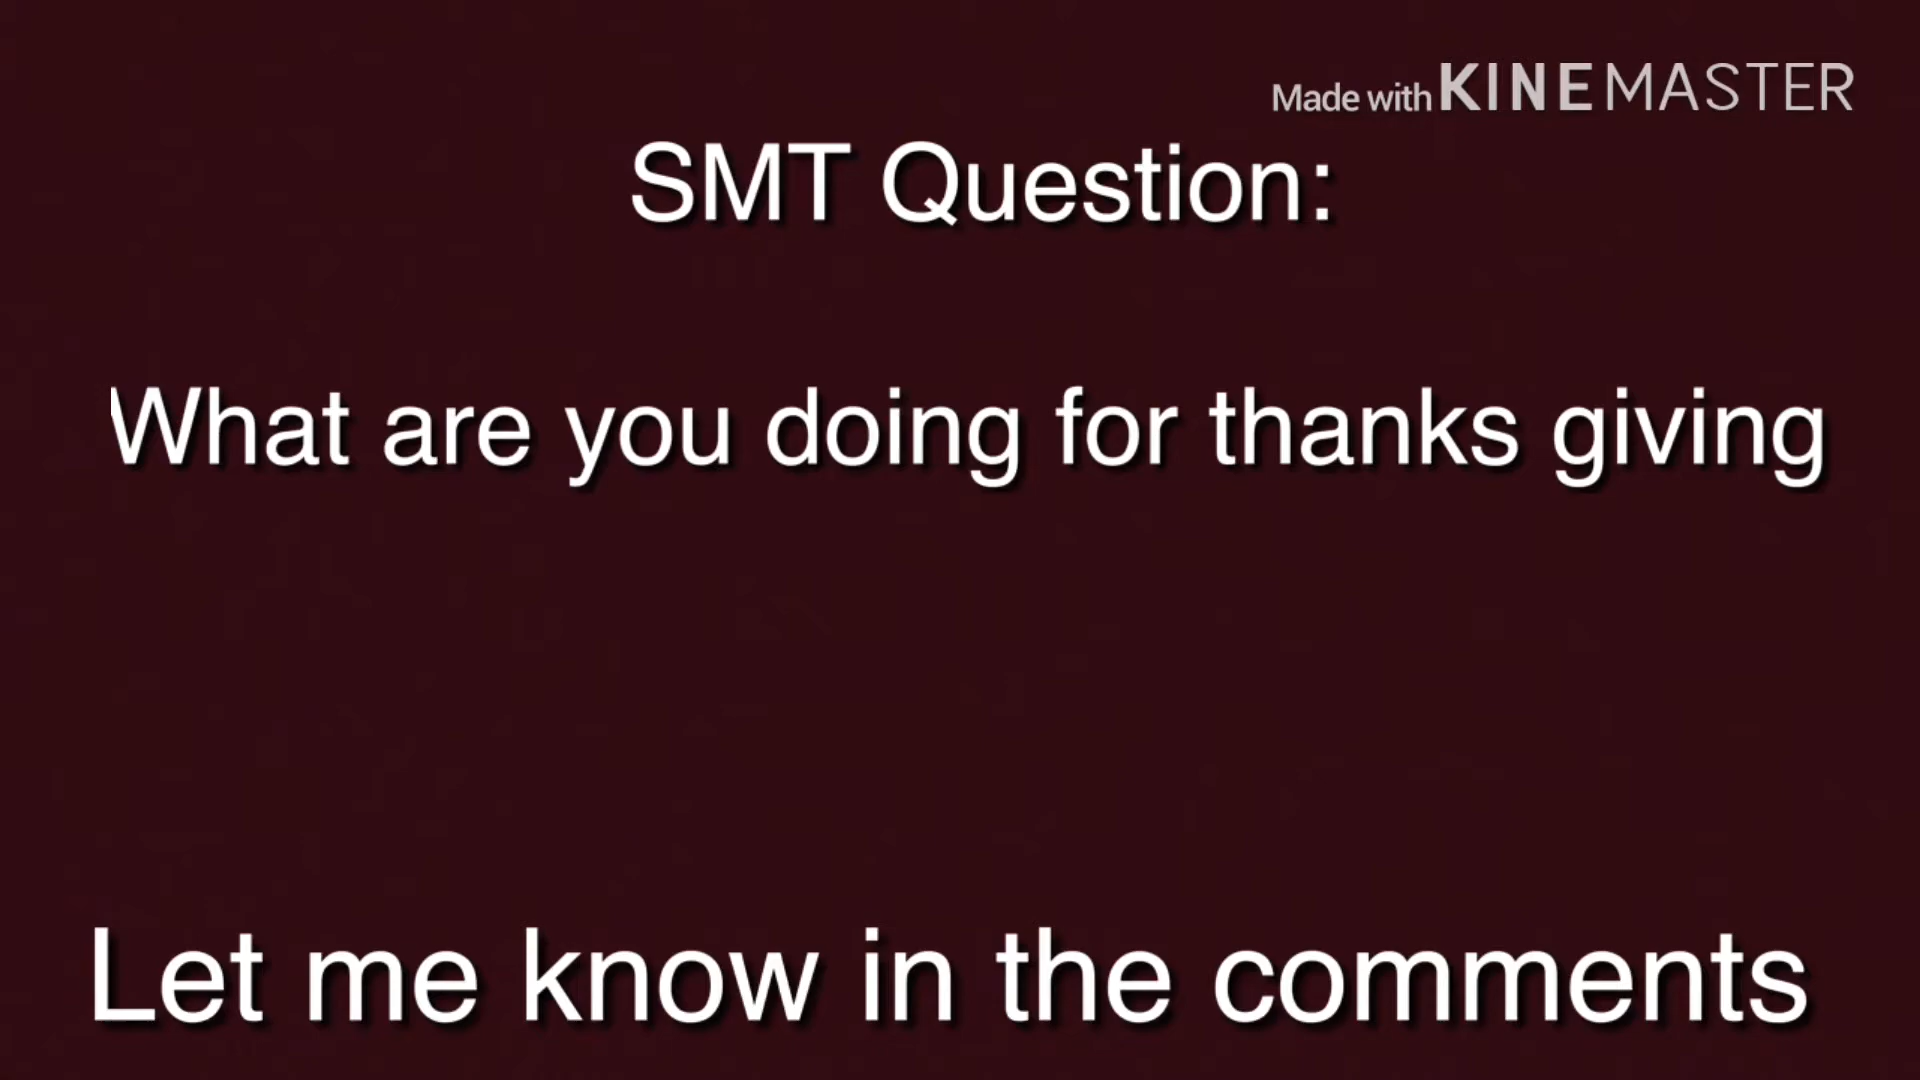 Made with KINEMASTER
SMT Question:
What are you doing for thanks giving
Let me know in the comments